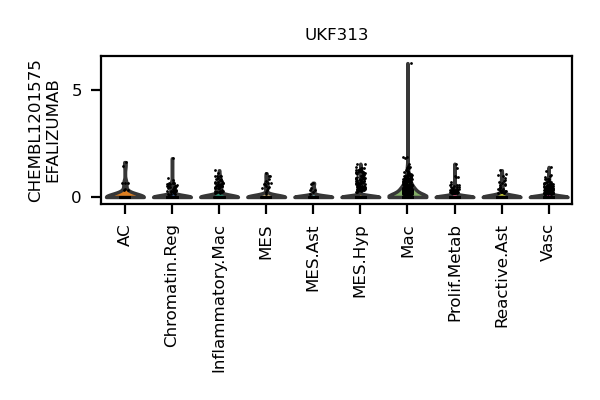 UKF313
CHEMBL1201575
EFALIZUMAB
5
0
AC
Chromatin.Reg
Inflammatory.Mac
MES
MES.Ast
MES.Hyp
Mac
Prolif.Metab
Reactive.Ast
Vasc